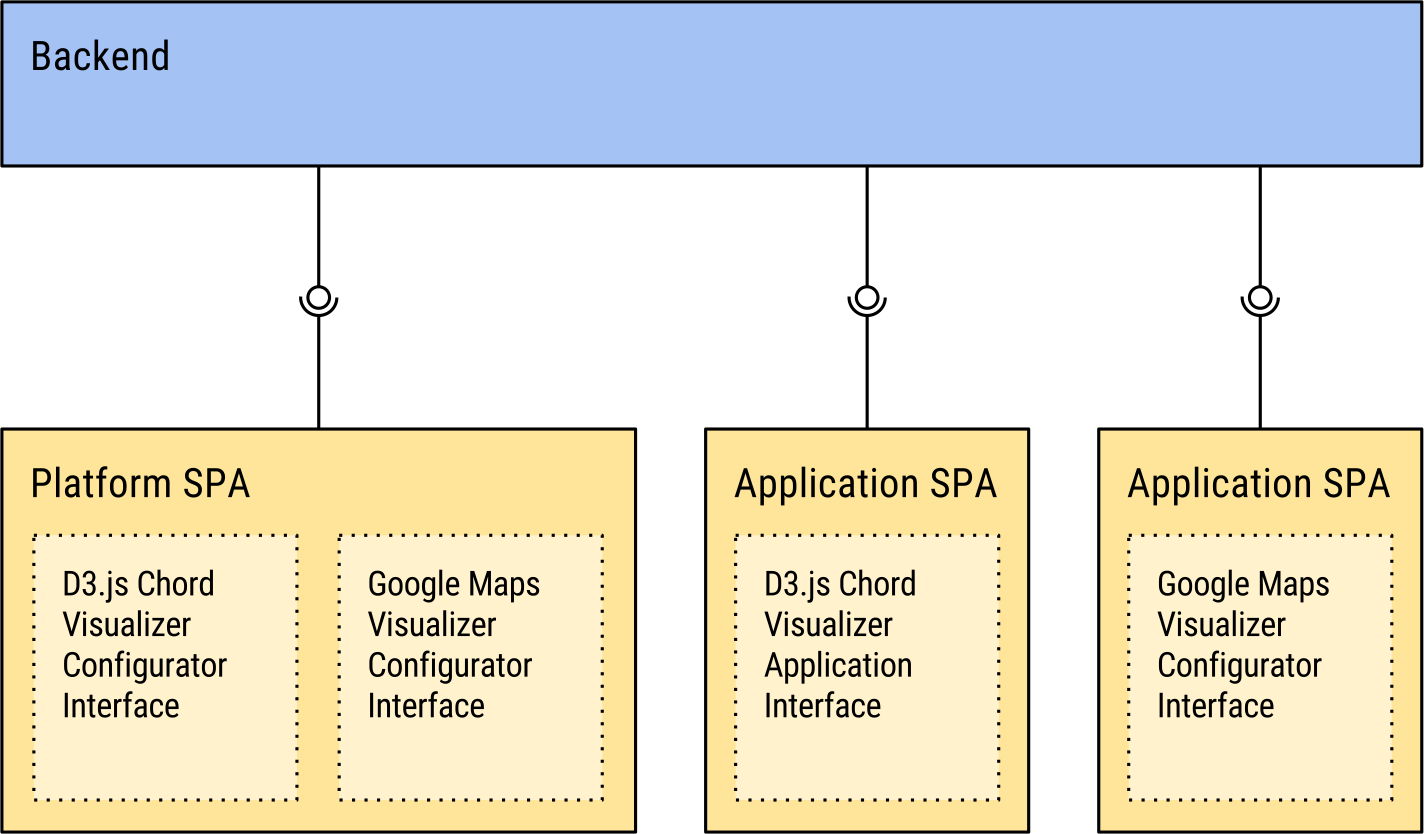 Backend
Platform SPA
D3.js Chord
Visualizer
Configurator
Interface
Google Maps
Visualizer
Configurator
Interface
Application SPA
D3.js Chord
Visualizer
Application
Interface
Application SPA
Google Maps
Visualizer
Configurator
Interface